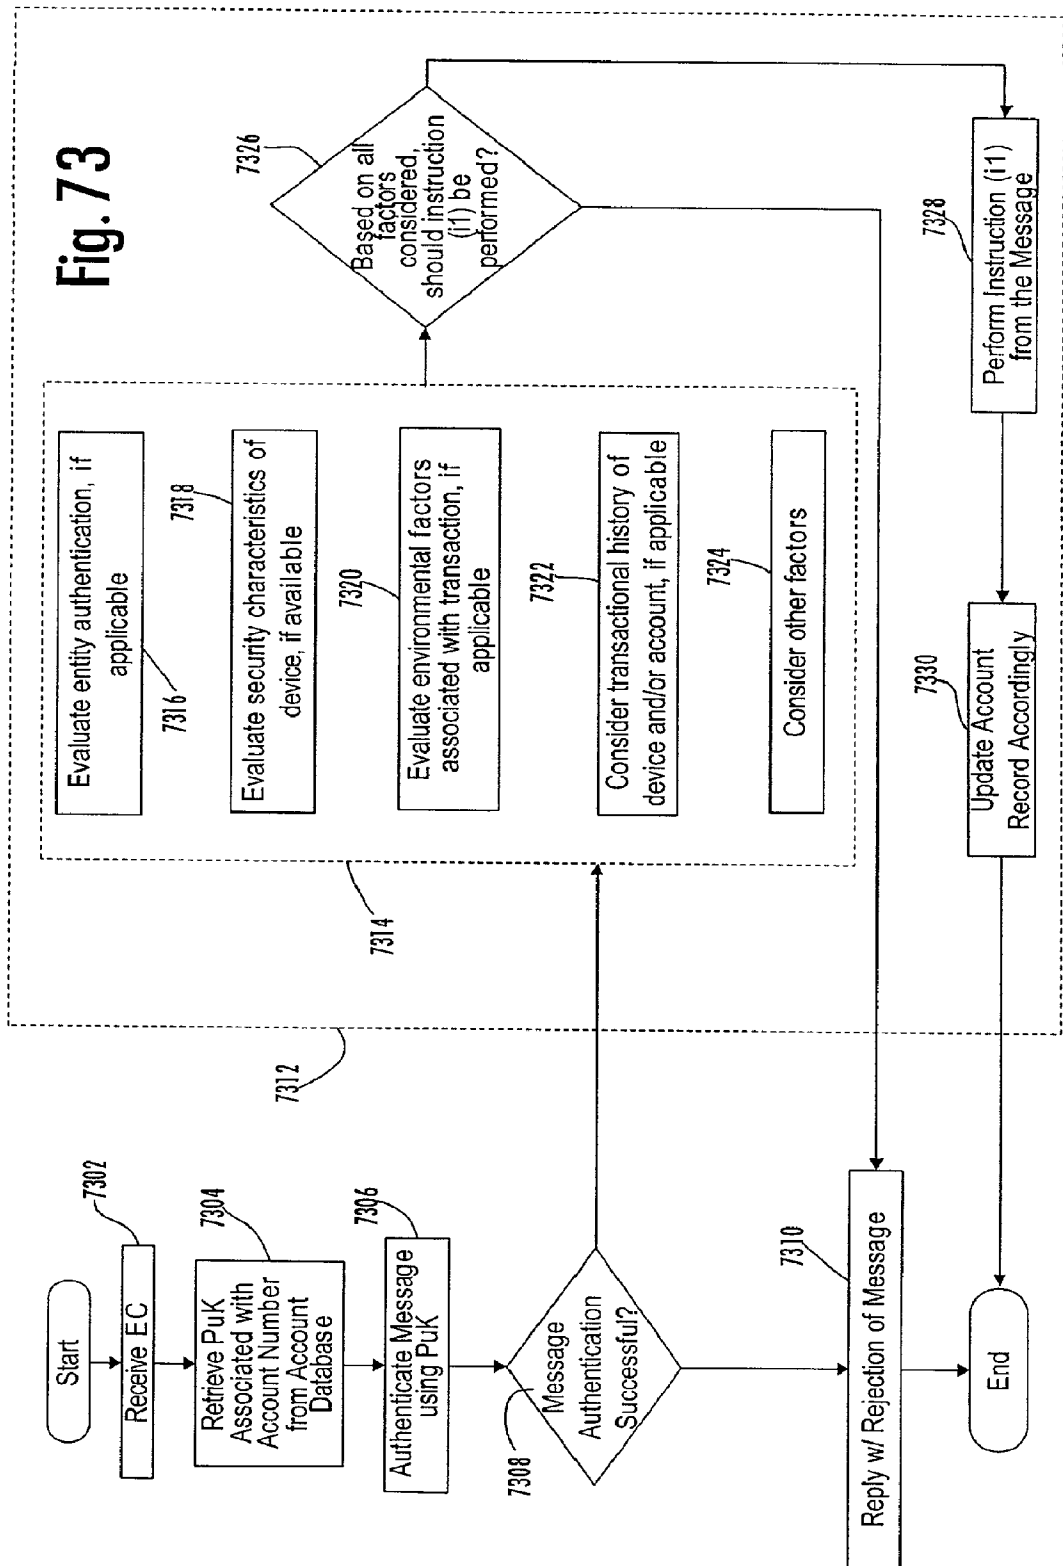 Fig. 73
Start
7302
Receive EC
7304
Retrieve PuK
Associated with
Account Number
from Account
Database
7306
Authenticate Message
using PuK
7308
Message
Authentication
Successful?
7310
Reply w/ Rejection of Message
End
7312
7314
Evaluate entity authentication, if
applicable
7316
7318
Evaluate security characteristics of
device, if available
7320
Evaluate environmental factors
associated with transaction, if
applicable
7322
Consider transactional history of
device and/or account, if applicable
7324
Consider other factors
7326
Based on all
factors
considered,
should instruction
(i1) be
performed?
7328
Perform Instruction (i1)
from the Message
7330
Update Account
Record Accordingly